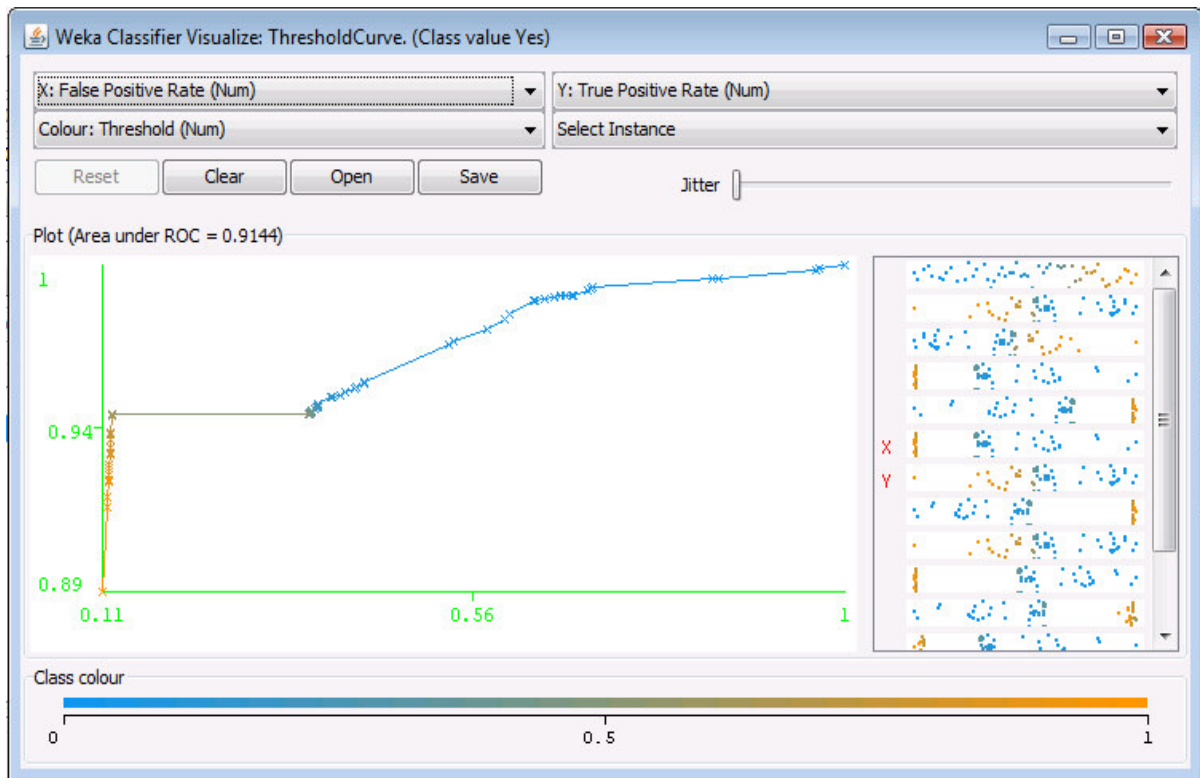 Weka Classifier Visualize: ThresholdCurve. (Class value Yes)
X: False Positive Rate (Num) Y: True Positive Rate (Num)
Colour: Threshold (Num) Select Instance
Reset Clear Open Save Jitter
Plot (Area under ROC = 0.9144)
1
0.94
0.89
0.11 0.56 1
X
Y
Class colour
0 0.5 1